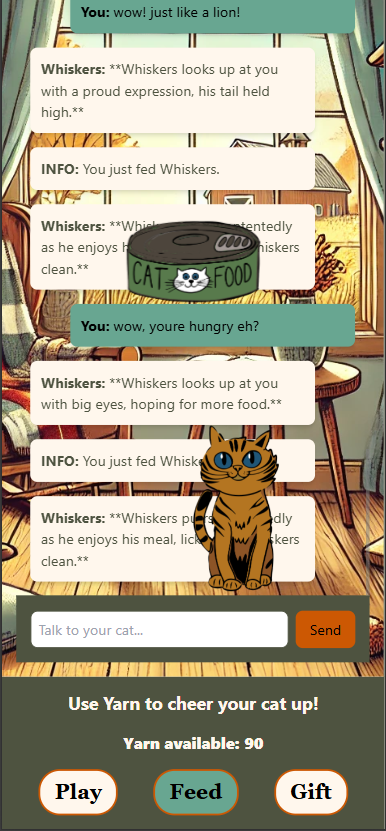 You: wow! just like a lion!
Whiskers: **Whiskers looks up at you
with a proud expression, his tail held
high.**
INFO: You just fed Whiskers.
Whiskers: **Whis
as he enjoys h
clean.**
CAT FOOD
You: wow, youre hungry eh?
Whiskers: **Whiskers looks up at you
with big eyes, hoping for more food.**
INFO: You just fed Whisk
Whiskers: **Whiskers pu
as he enjoys his meal, lick
clean.**
Talk to your cat...
Send
Use Yarn to cheer your cat up!
Yarn available: 90
Play
Feed
Gift